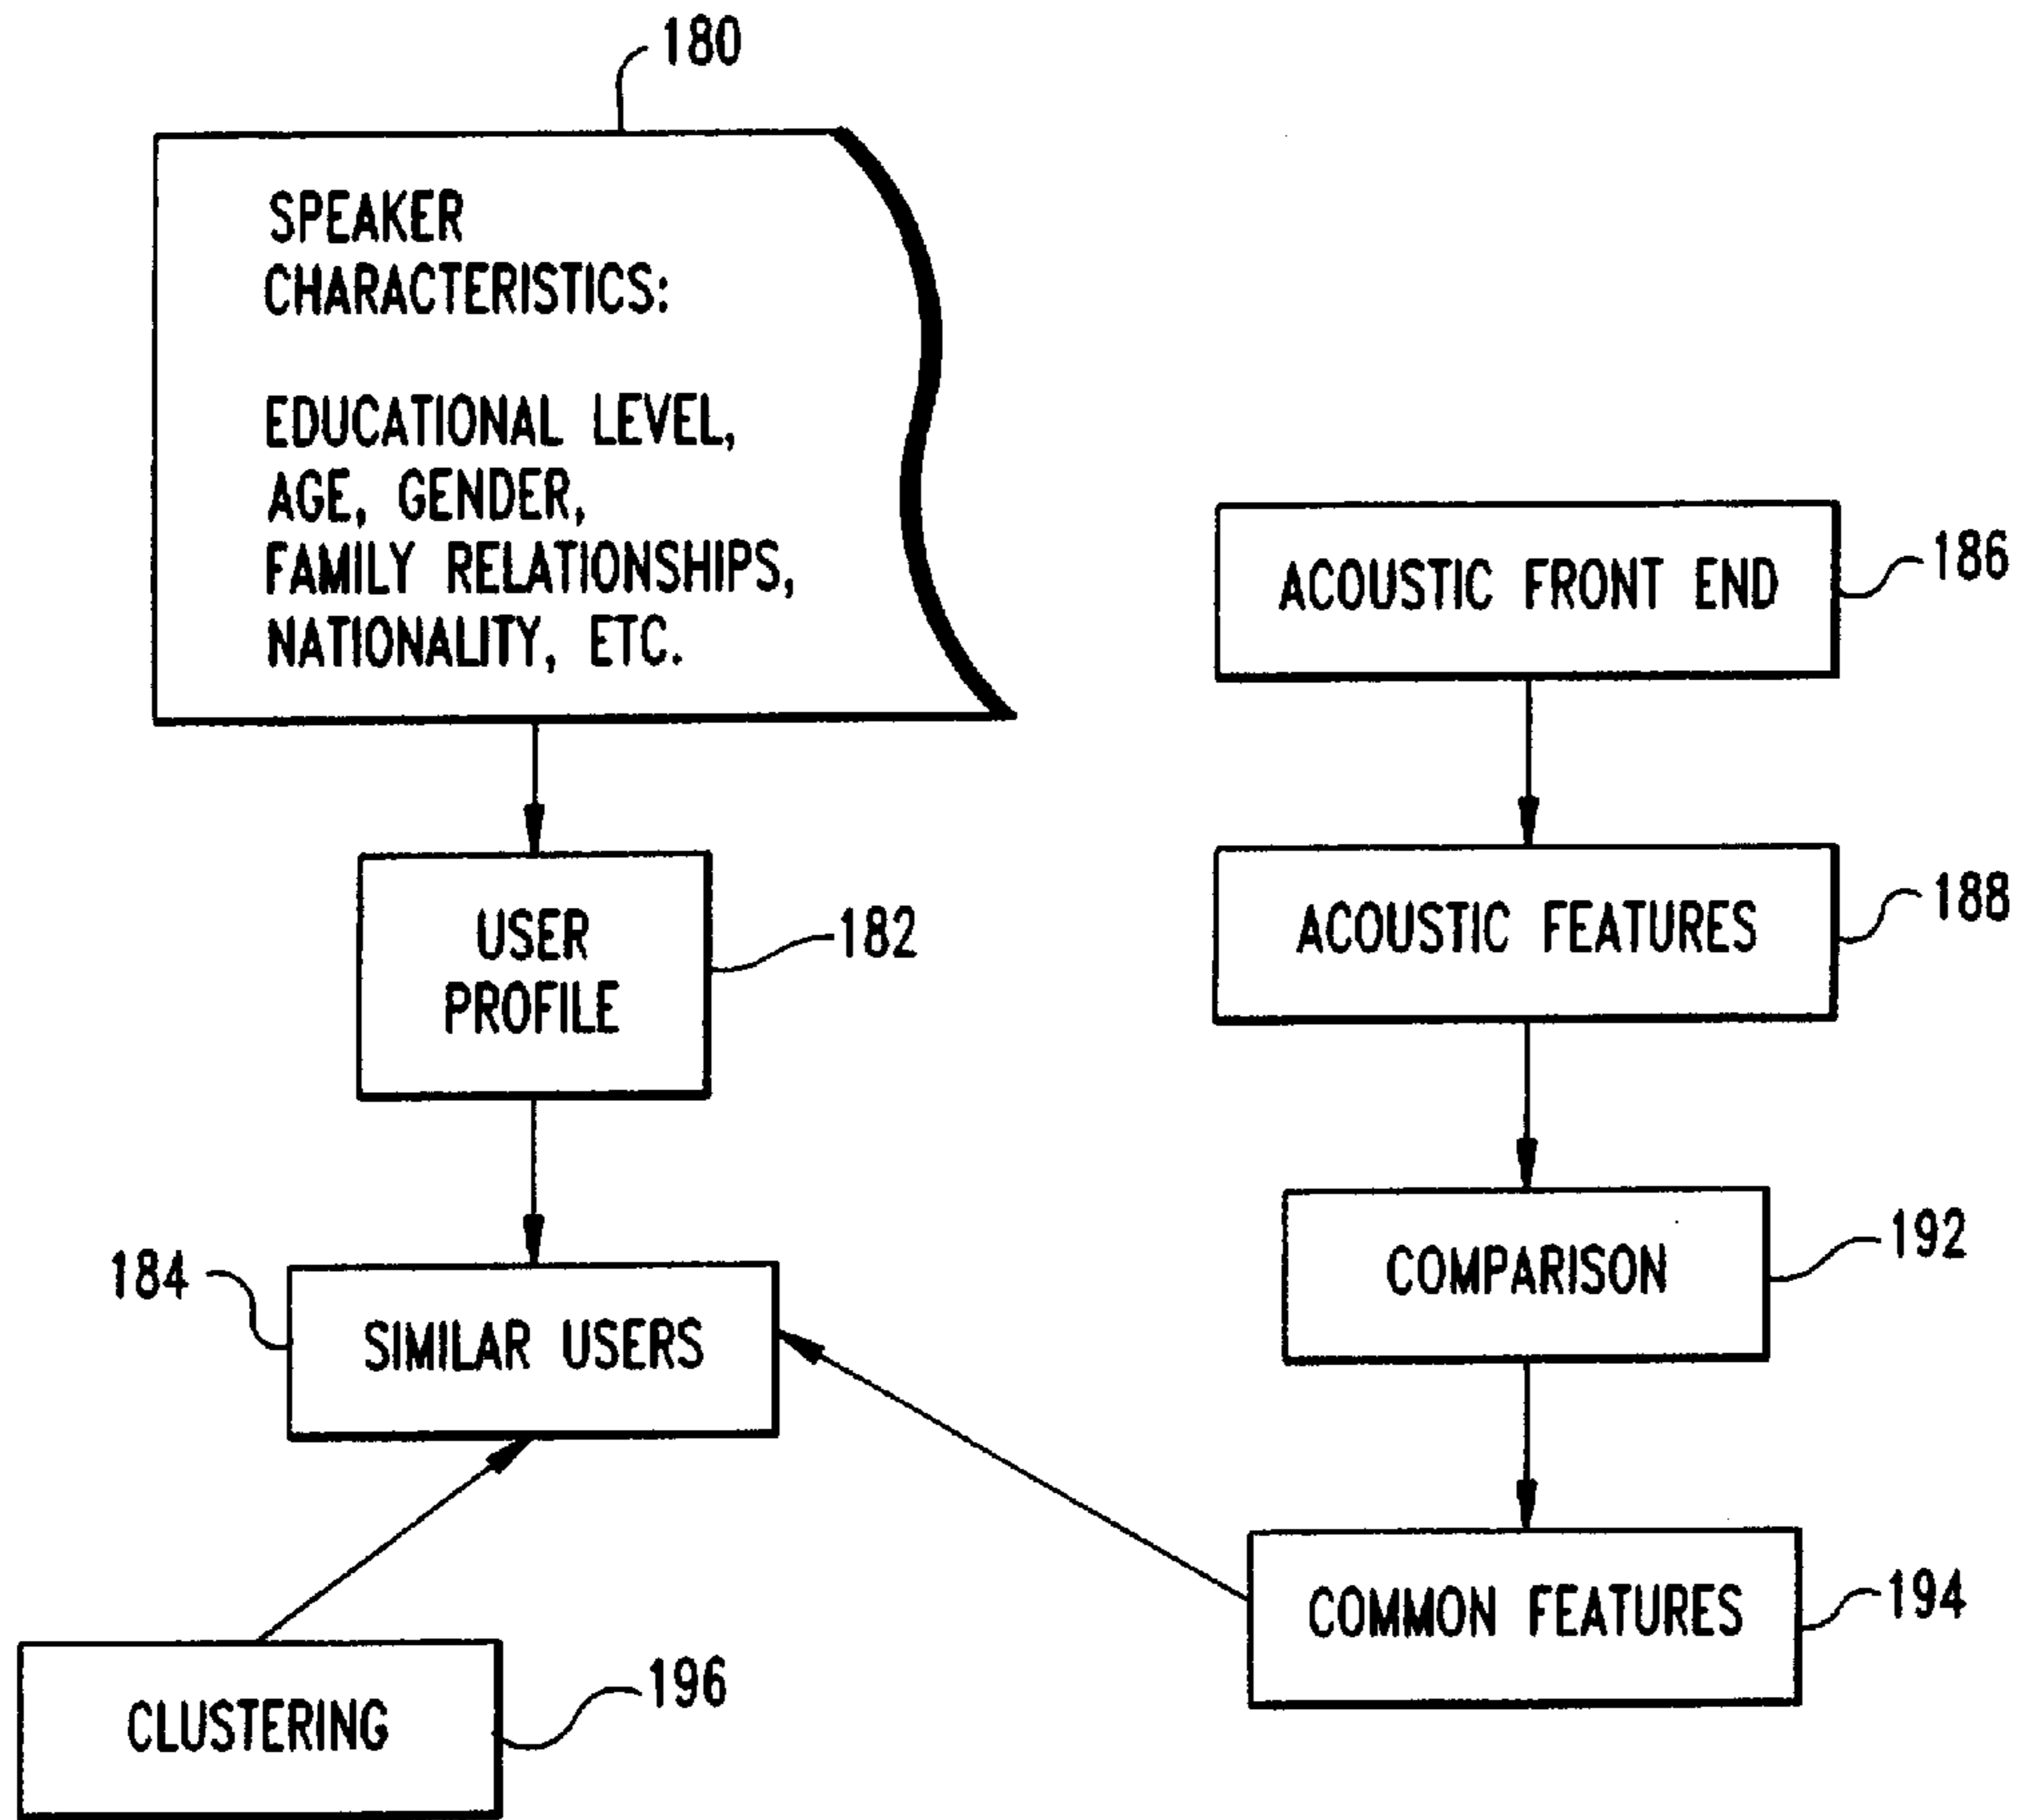 180
SPEAKER
CHARACTERISTICS:
EDUCATIONAL LEVEL,
AGE, GENDER,
FAMILY RELATIONSHIPS,
NATIONALITY, ETC.
ACOUSTIC FRONT END
186
USER
PROFILE
182
ACOUSTIC FEATURES
188
184
SIMILAR USERS
COMPARISON
192
COMMON FEATURES
194
CLUSTERING
196